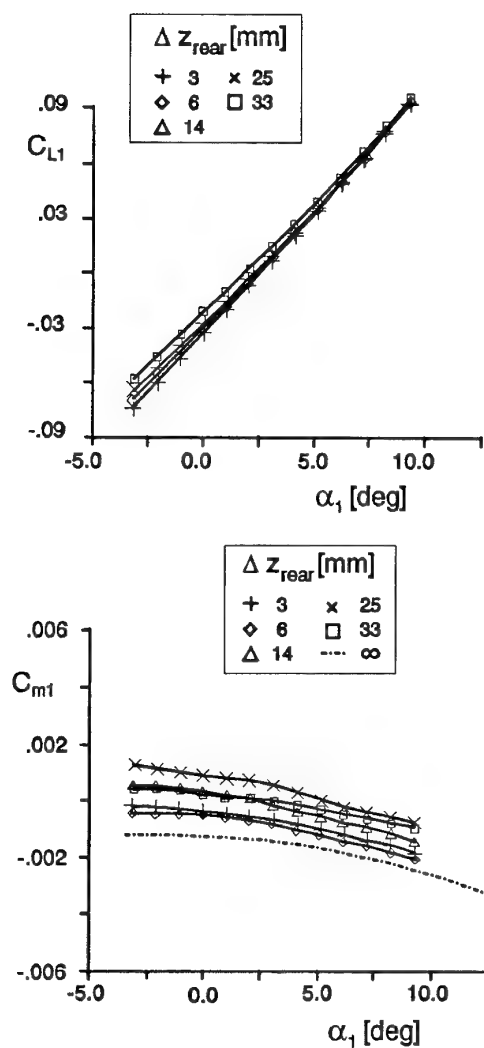 Δ z_rear [mm]
+ 3 × 25
◇ 6 □ 33
△ 14
.09
C_L1
.03
-.03
-.09
-5.0 0.0 5.0 10.0
α_1 [deg]
Δ z_rear [mm]
+ 3 × 25
◇ 6 □ 33
△ 14 -·-·- ∞
.006
C_m1
.002
-.002
-.006
-5.0 0.0 5.0 10.0
α_1 [deg]